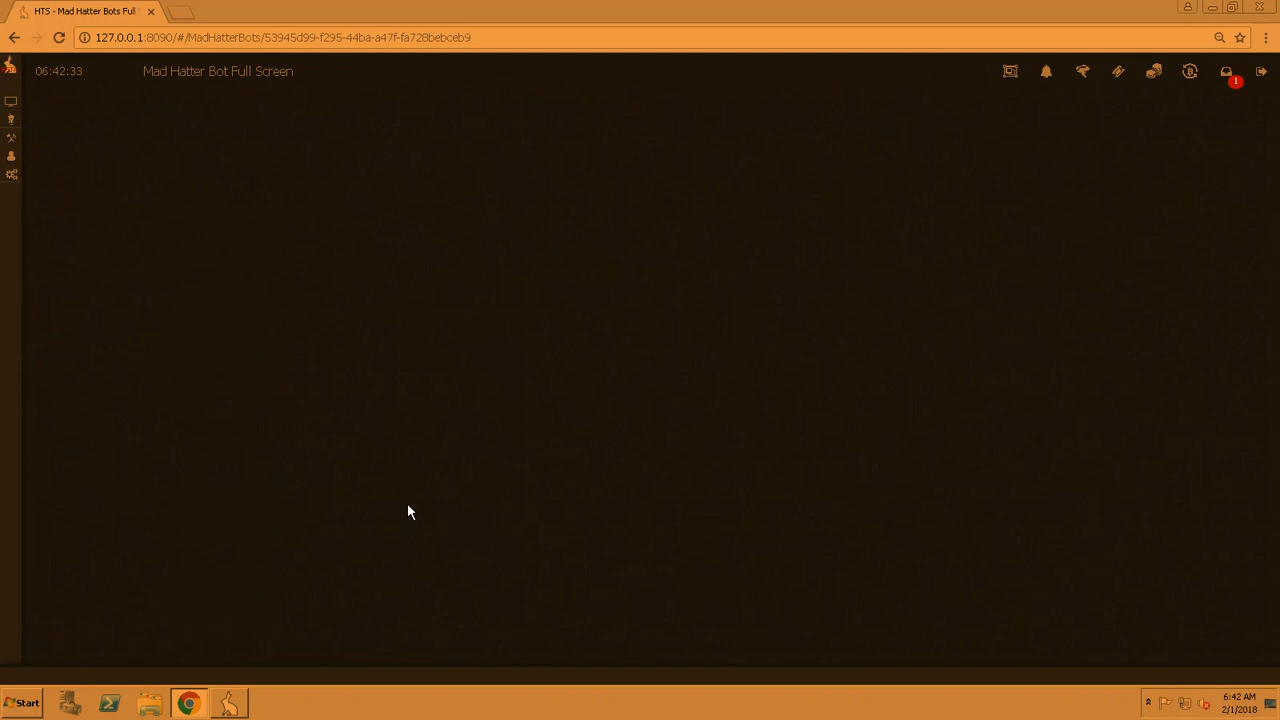 HTS - Mad Hatter Bots Full
127.0.0.1:8090/#/MadHatterBots/53945d99-f295-44ba-a47f-fa728bebceb9
06:42:33
Mad Hatter Bot Full Screen
1
Start
6:42 AM
2/1/2018